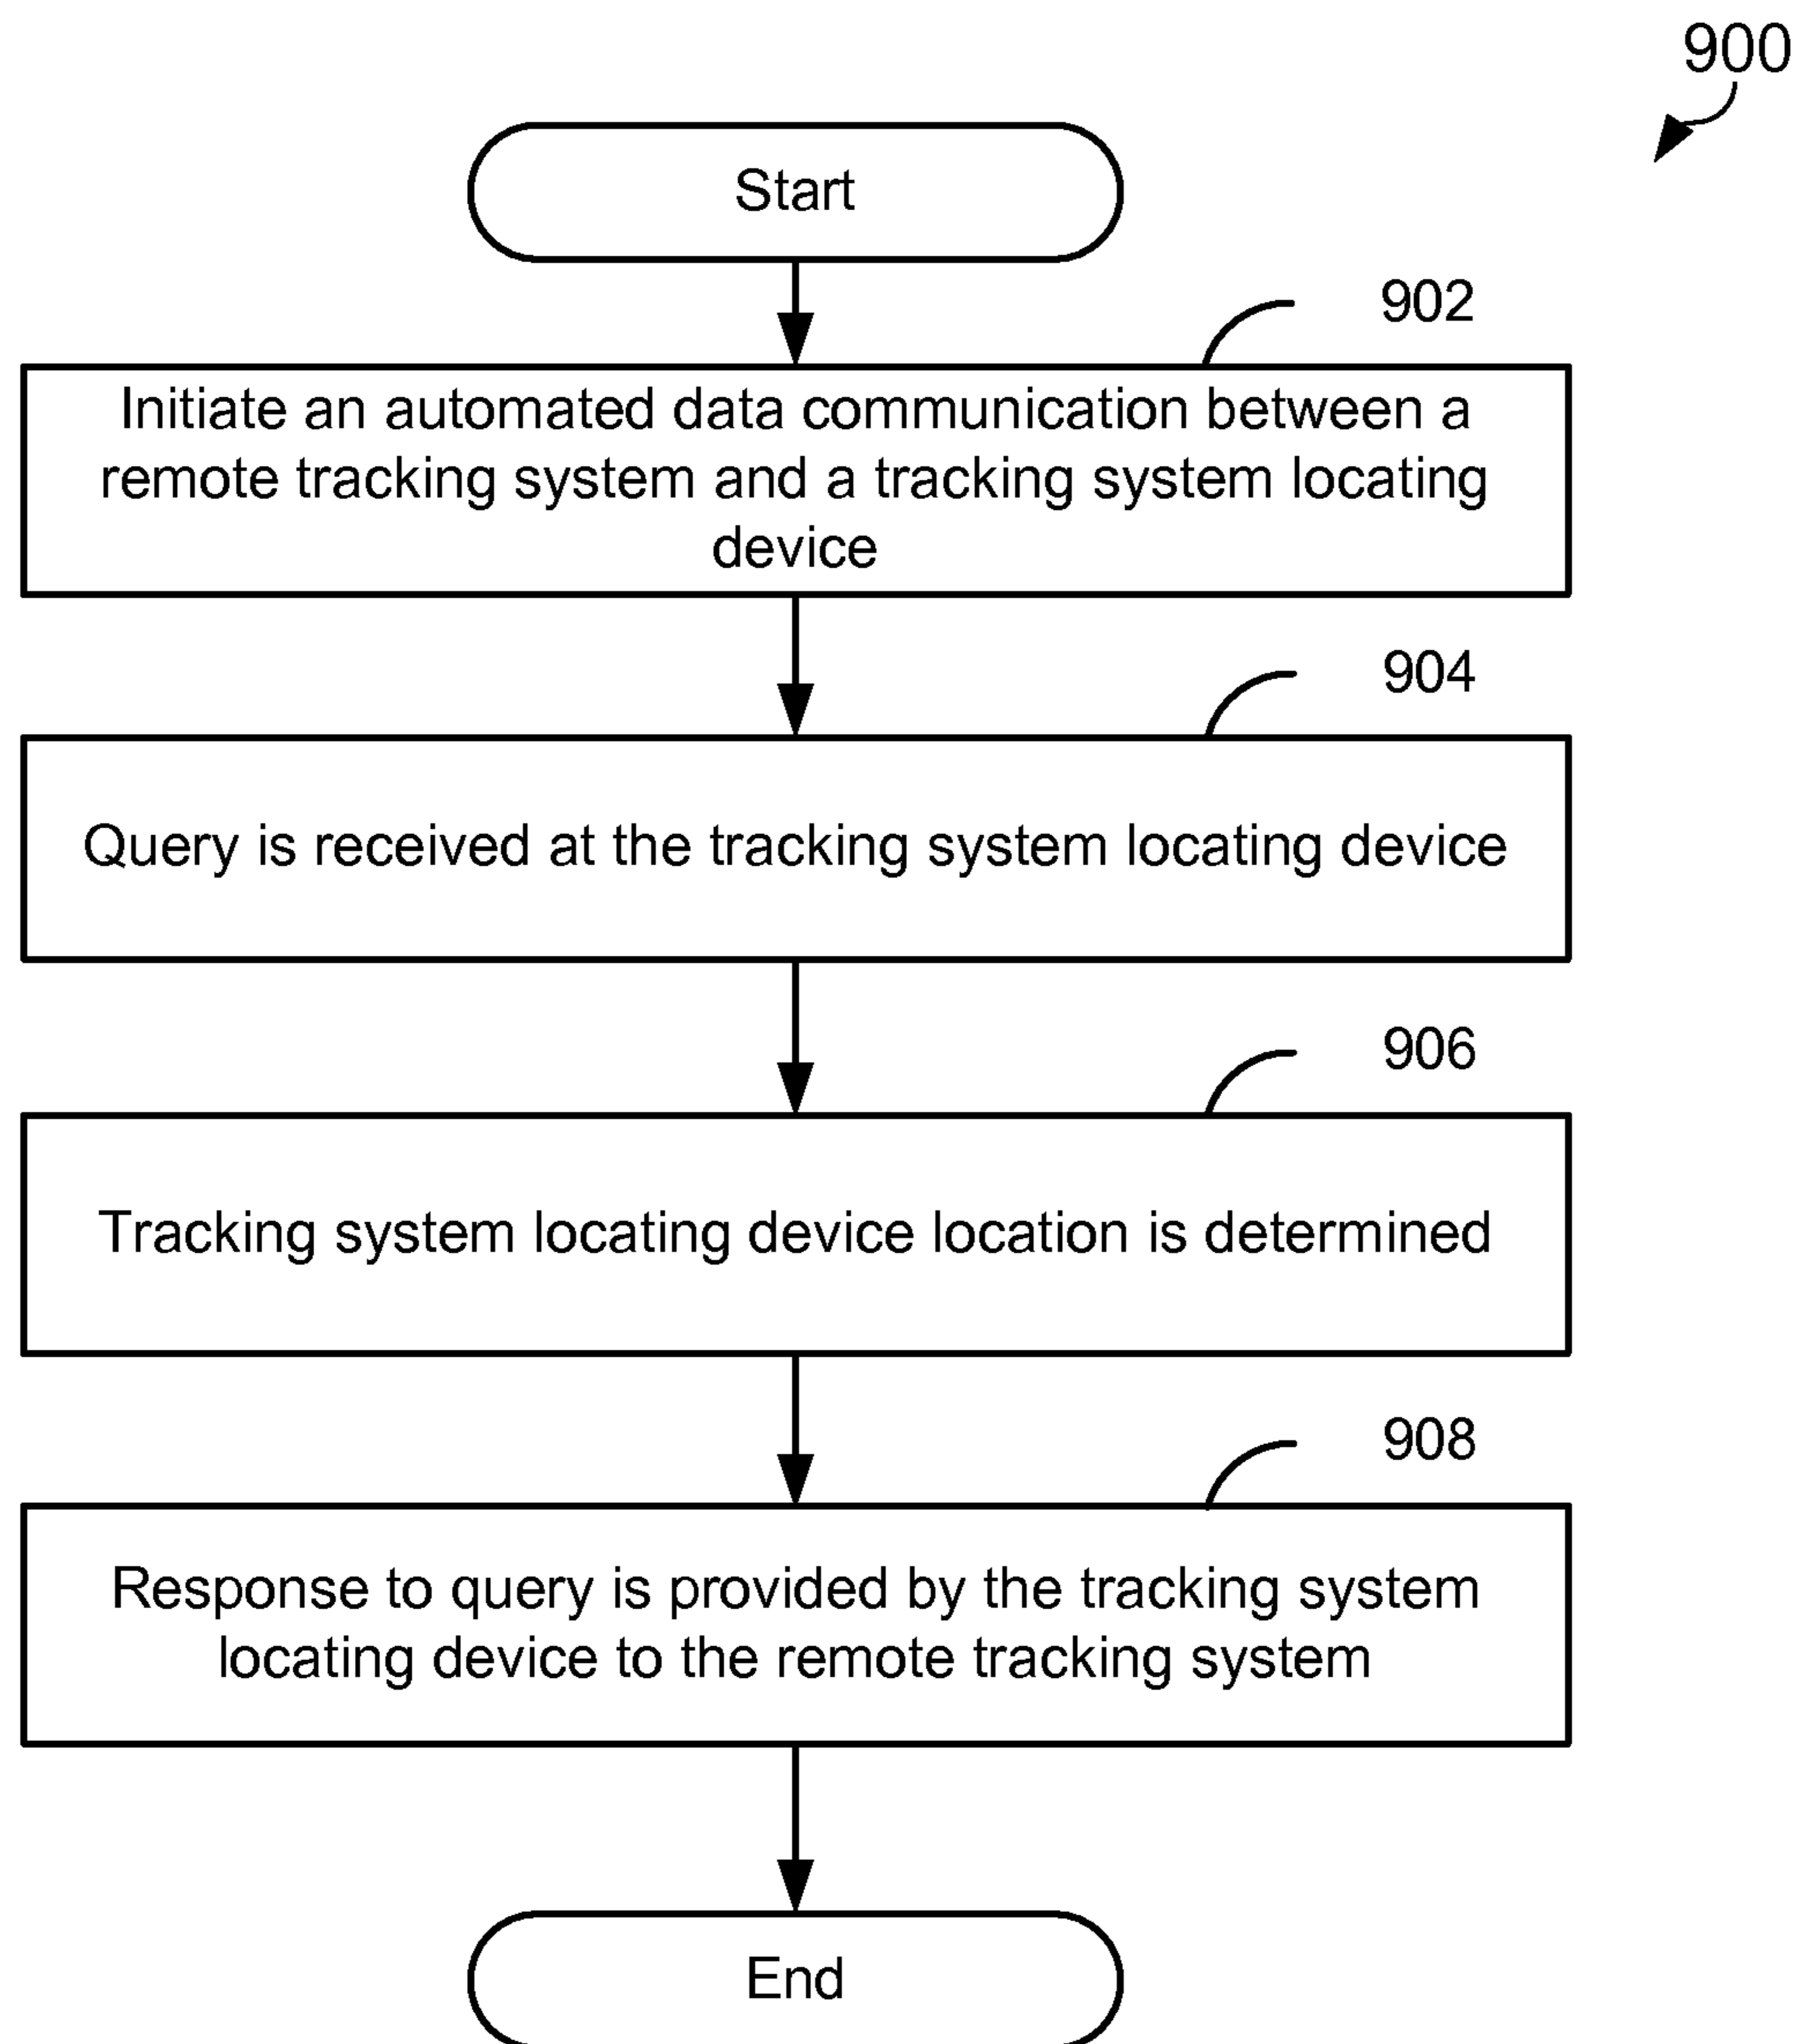 900
Start
902
Initiate an automated data communication between a
remote tracking system and a tracking system locating
device
904
Query is received at the tracking system locating device
906
Tracking system locating device location is determined
908
Response to query is provided by the tracking system
locating device to the remote tracking system
End